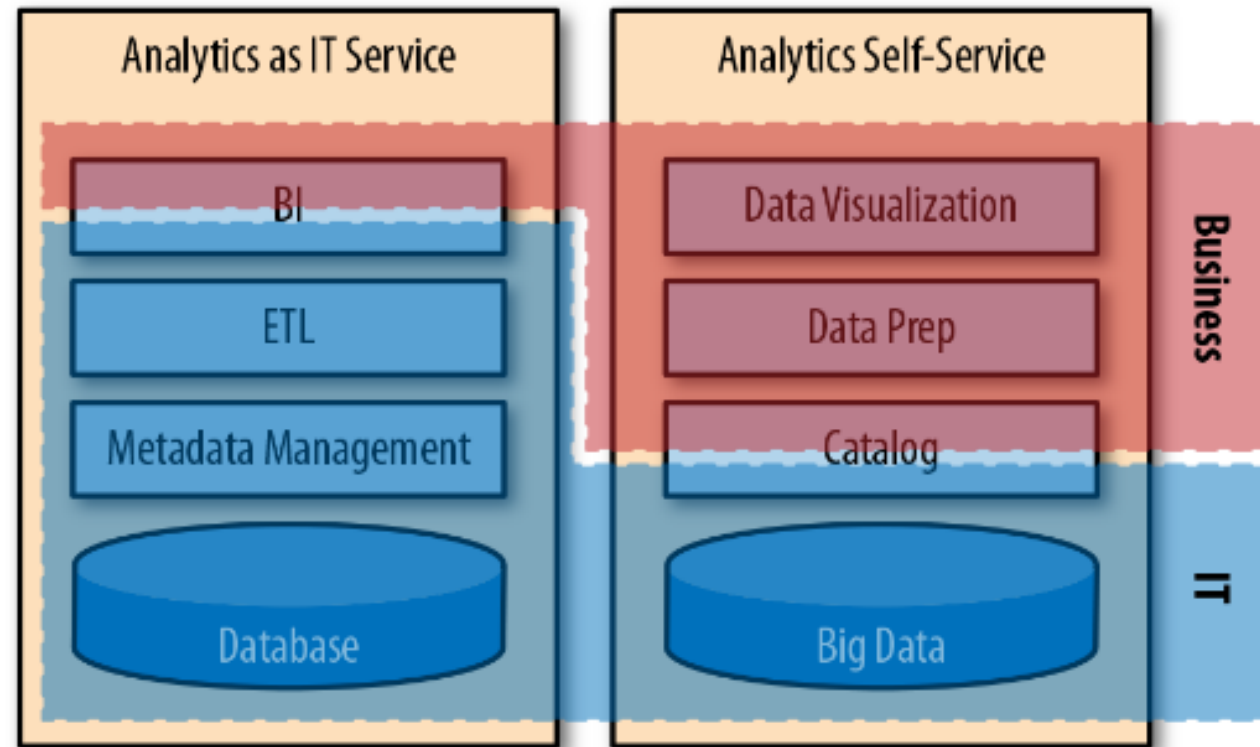 Analytics as IT Service
BI
ETL
Metadata Management
Database
Analytics Self-Service
Data Visualization
Data Prep
Catalog
Big Data
Business
IT